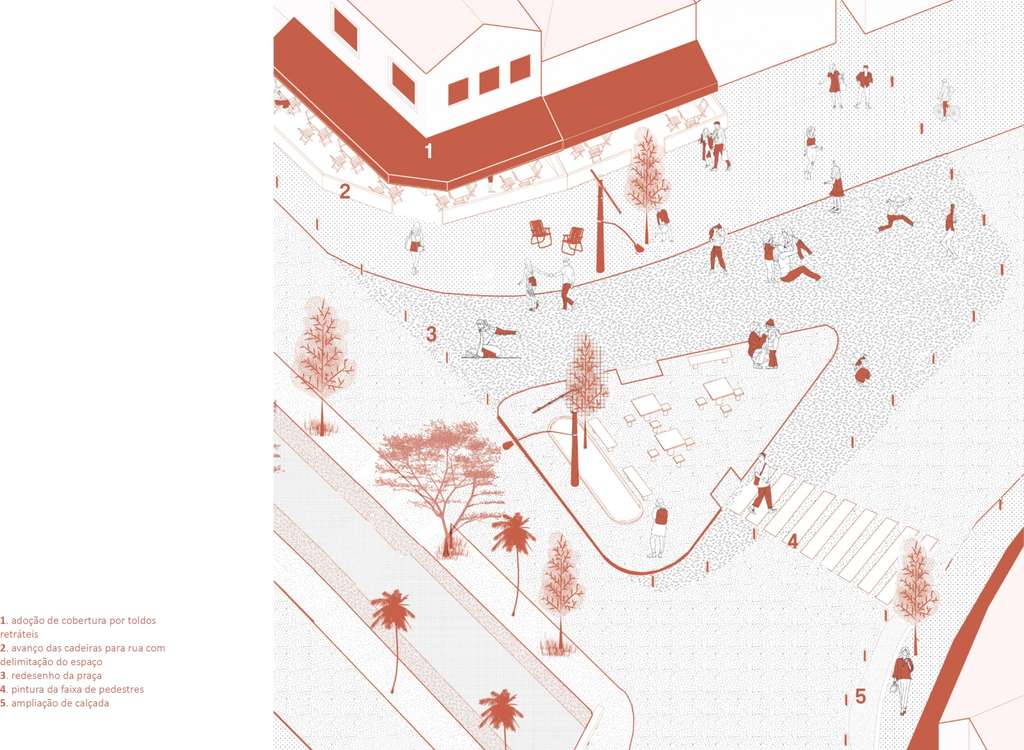 1
2
3
4
5
1. adoção de cobertura por toldos
retráteis
2. avanço das cadeiras para rua com
delimitação do espaço
3. redesenho da praça
4. pintura da faixa de pedestres
5. ampliação de calçada